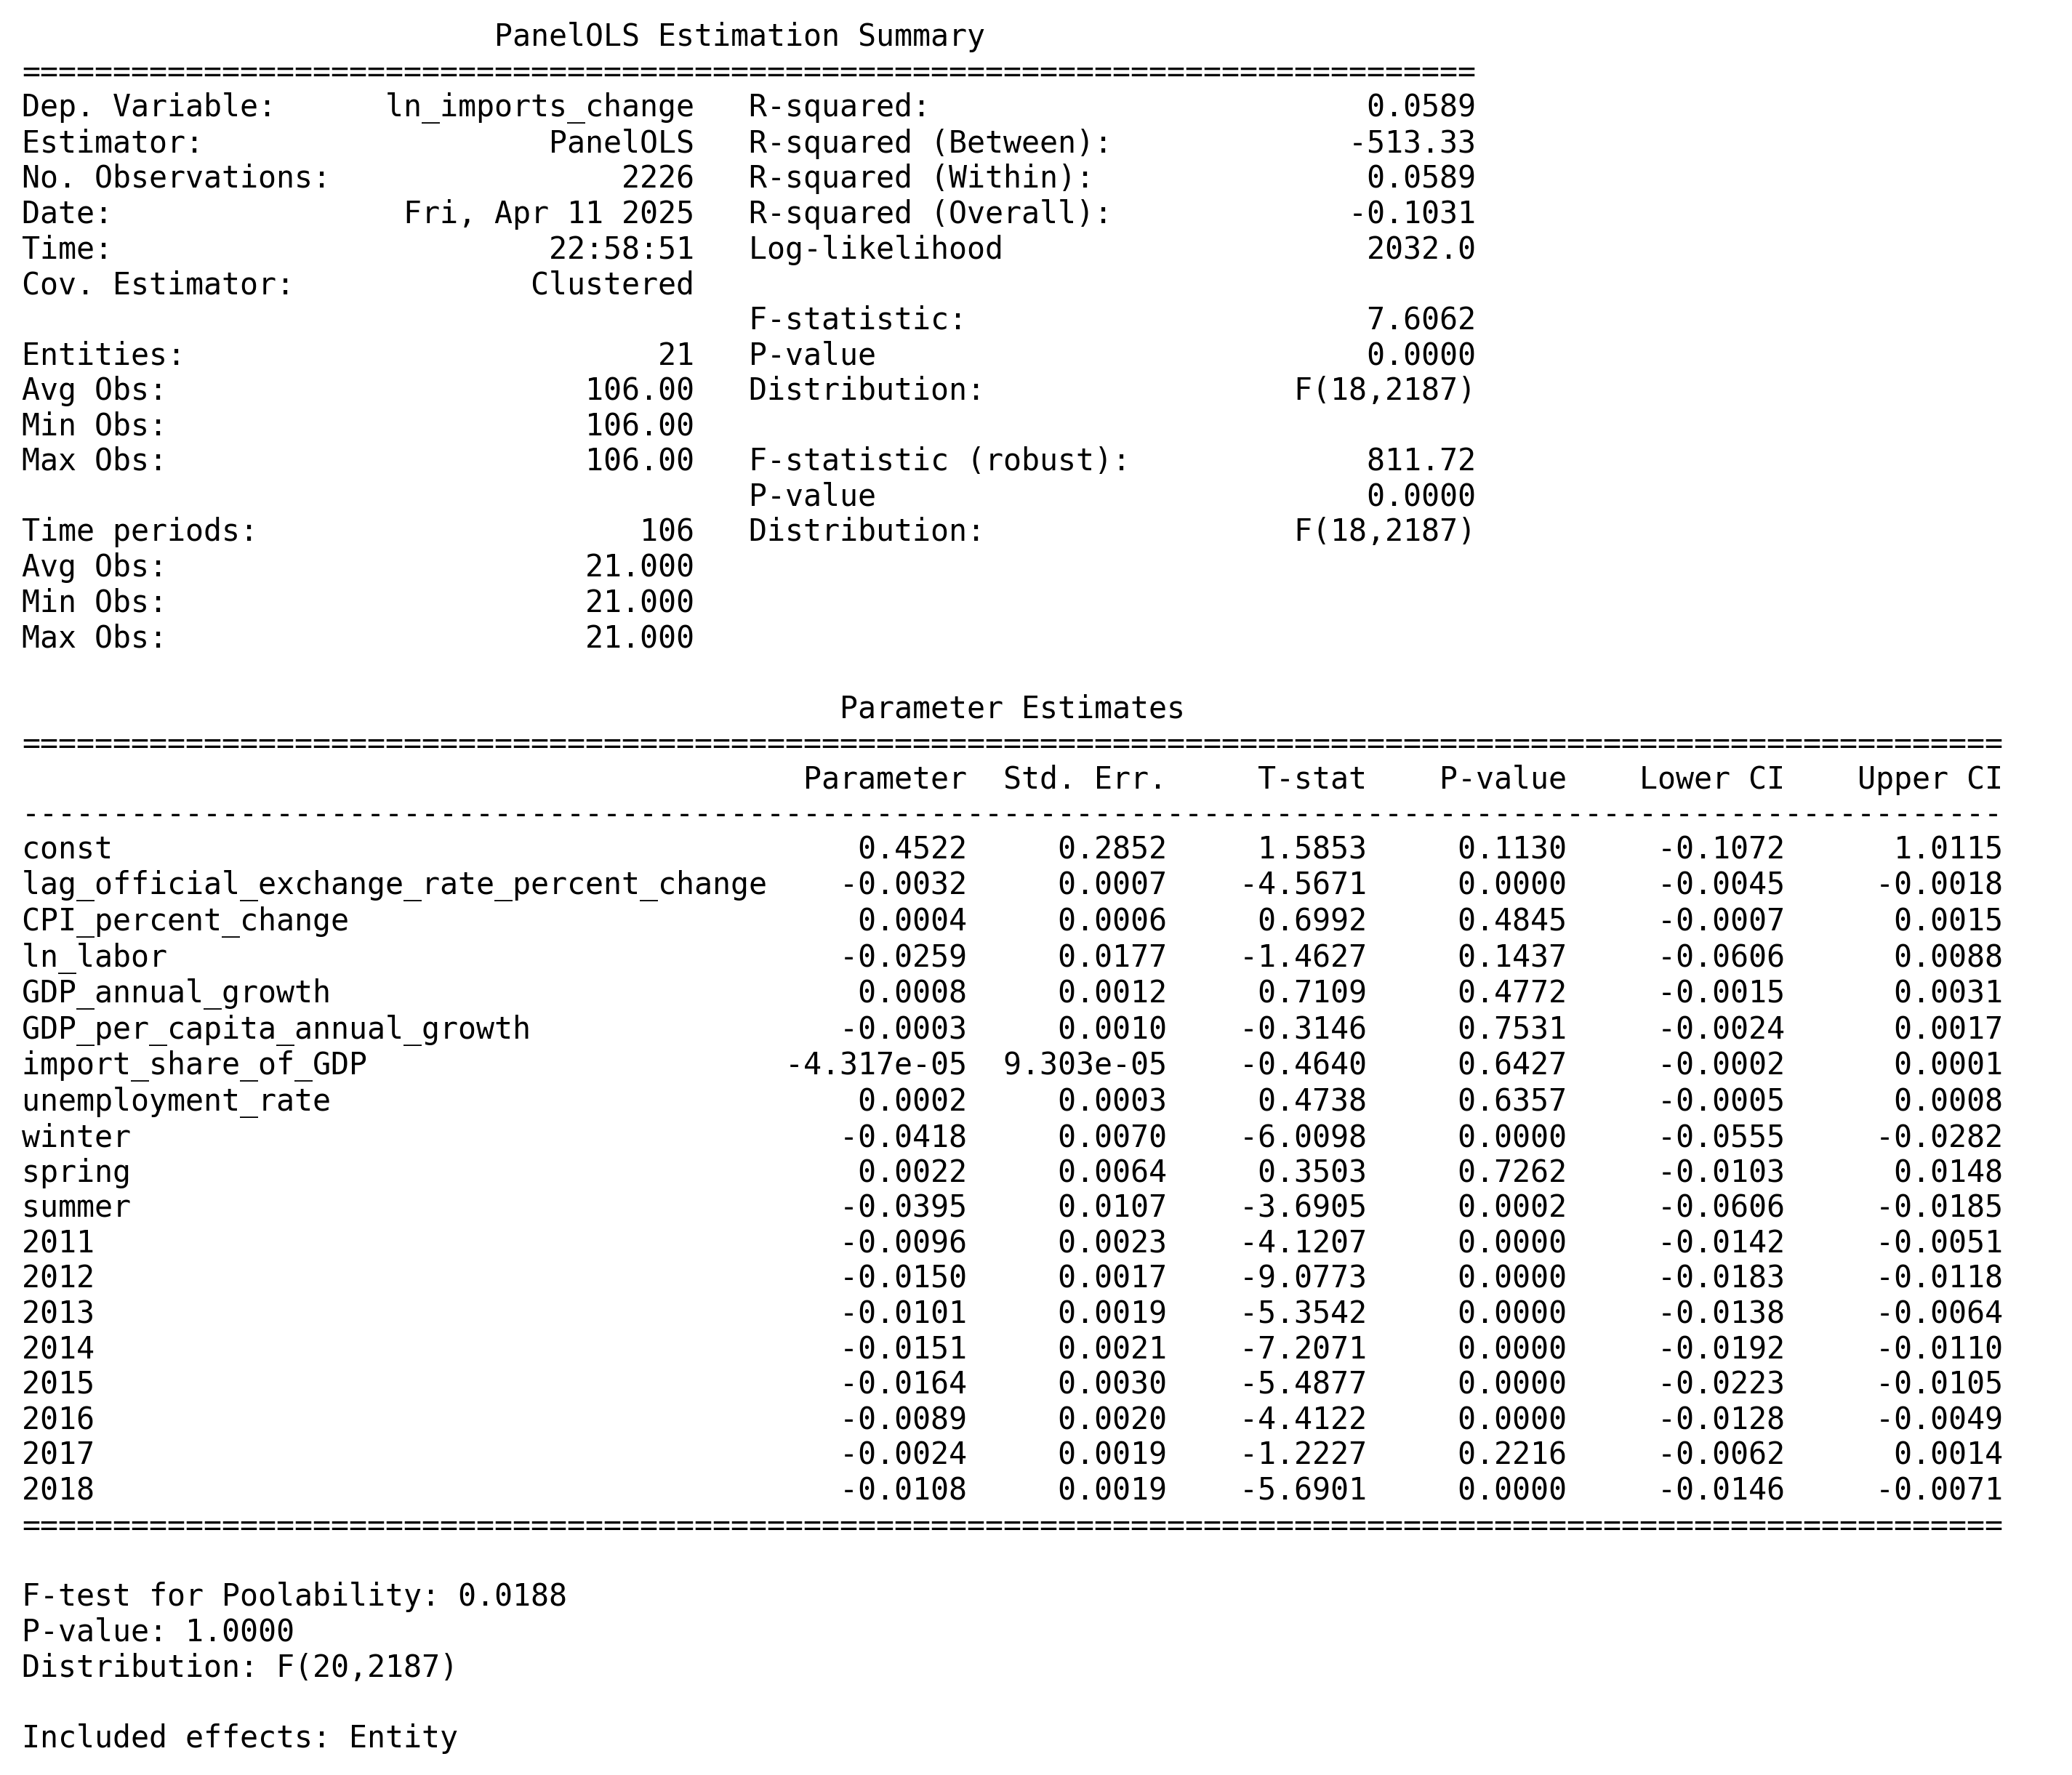 PanelOLS Estimation Summary
================================================================================
Dep. Variable: ln_imports_change R-squared: 0.0589
Estimator: PanelOLS R-squared (Between): -513.33
No. Observations: 2226 R-squared (Within): 0.0589
Date: Fri, Apr 11 2025 R-squared (Overall): -0.1031
Time: 22:58:51 Log-likelihood 2032.0
Cov. Estimator: Clustered
F-statistic: 7.6062
Entities: 21 P-value 0.0000
Avg Obs: 106.00 Distribution: F(18,2187)
Min Obs: 106.00
Max Obs: 106.00 F-statistic (robust): 811.72
P-value 0.0000
Time periods: 106 Distribution: F(18,2187)
Avg Obs: 21.000
Min Obs: 21.000
Max Obs: 21.000
Parameter Estimates
=============================================================================================================
Parameter Std. Err. T-stat P-value Lower CI Upper CI
-------------------------------------------------------------------------------------------------------------
const 0.4522 0.2852 1.5853 0.1130 -0.1072 1.0115
lag_official_exchange_rate_percent_change -0.0032 0.0007 -4.5671 0.0000 -0.0045 -0.0018
CPI_percent_change 0.0004 0.0006 0.6992 0.4845 -0.0007 0.0015
ln_labor -0.0259 0.0177 -1.4627 0.1437 -0.0606 0.0088
GDP_annual_growth 0.0008 0.0012 0.7109 0.4772 -0.0015 0.0031
GDP_per_capita_annual_growth -0.0003 0.0010 -0.3146 0.7531 -0.0024 0.0017
import_share_of_GDP -4.317e-05 9.303e-05 -0.4640 0.6427 -0.0002 0.0001
unemployment_rate 0.0002 0.0003 0.4738 0.6357 -0.0005 0.0008
winter -0.0418 0.0070 -6.0098 0.0000 -0.0555 -0.0282
spring 0.0022 0.0064 0.3503 0.7262 -0.0103 0.0148
summer -0.0395 0.0107 -3.6905 0.0002 -0.0606 -0.0185
2011 -0.0096 0.0023 -4.1207 0.0000 -0.0142 -0.0051
2012 -0.0150 0.0017 -9.0773 0.0000 -0.0183 -0.0118
2013 -0.0101 0.0019 -5.3542 0.0000 -0.0138 -0.0064
2014 -0.0151 0.0021 -7.2071 0.0000 -0.0192 -0.0110
2015 -0.0164 0.0030 -5.4877 0.0000 -0.0223 -0.0105
2016 -0.0089 0.0020 -4.4122 0.0000 -0.0128 -0.0049
2017 -0.0024 0.0019 -1.2227 0.2216 -0.0062 0.0014
2018 -0.0108 0.0019 -5.6901 0.0000 -0.0146 -0.0071
=============================================================================================================
F-test for Poolability: 0.0188
P-value: 1.0000
Distribution: F(20,2187)
Included effects: Entity